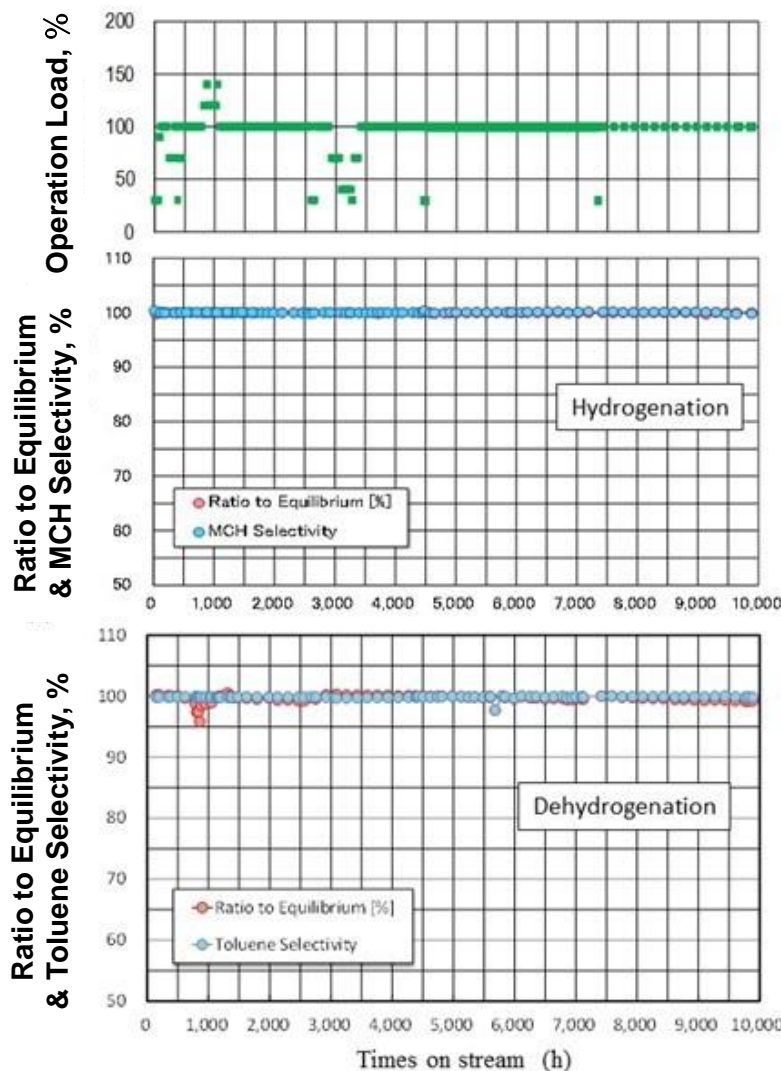 Operation Load, %
200
150
100
50
0
Ratio to Equilibrium
& MCH Selectivity, %
110
100
90
80
70
60
50
Hydrogenation
Ratio to Equilibrium [%]
MCH Selectivity
0 1,000 2,000 3,000 4,000 5,000 6,000 7,000 8,000 9,000 10,000
Ratio to Equilibrium
& Toluene Selectivity, %
110
100
90
80
70
60
50
Dehydrogenation
Ratio to Equilibrium [%]
Toluene Selectivity
0 1,000 2,000 3,000 4,000 5,000 6,000 7,000 8,000 9,000 10,000
Times on stream (h)